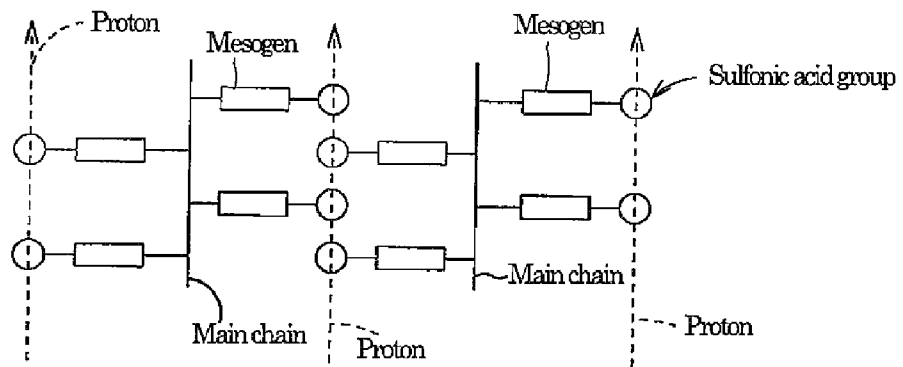 Proton
Mesogen
Mesogen
Sulfonic acid group
Main chain
Main chain
Proton
Proton